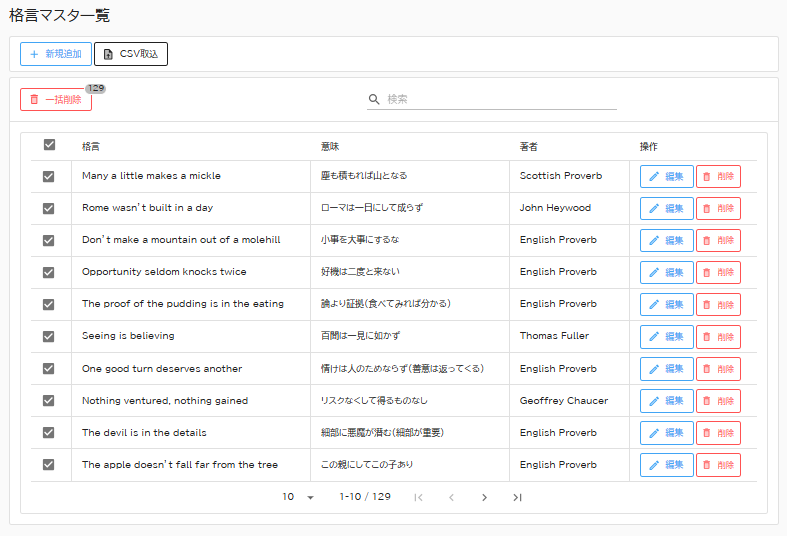 格言マスター覧
新規追加 CSV取込
一括削除 129 検索
格言 意味 著者 操作
Many a little makes a mickle 塵も積もれば山となる Scottish Proverb 編集 削除
Rome wasn't built in a day ローマは一日にして成らず John Heywood 編集 削除
Don't make a mountain out of a molehill 小事を大事にするな English Proverb 編集 削除
Opportunity seldom knocks twice 好機は二度と来ない English Proverb 編集 削除
The proof of the pudding is in the eating 論より証拠(食べてみれば分かる) English Proverb 編集 削除
Seeing is believing 百聞は一見に如かず Thomas Fuller 編集 削除
One good turn deserves another 情けは人のためならず(善意は返ってくる) English Proverb 編集 削除
Nothing ventured, nothing gained リスクなくして得るものなし Geoffrey Chaucer 編集 削除
The devil is in the details 細部に悪魔が潜む(細部が重要) English Proverb 編集 削除
The apple doesn't fall far from the tree この親にしてこの子あり English Proverb 編集 削除
10 1-10 / 129